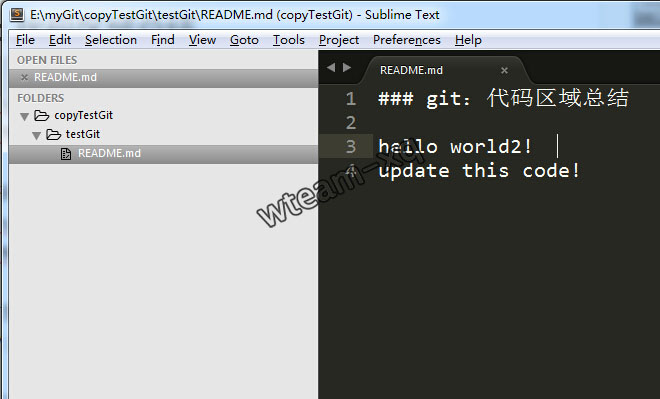 E:\myGit\copyTestGit\testGit\README.md (copyTestGit) - Sublime Text
File Edit Selection Find View Goto Tools Project Preferences Help
OPEN FILES
README.md
FOLDERS
copyTestGit
testGit
README.md
README.md
1 ### git：代码区域总结
2
3 hello world2!
4 update this code!
wteam-xq